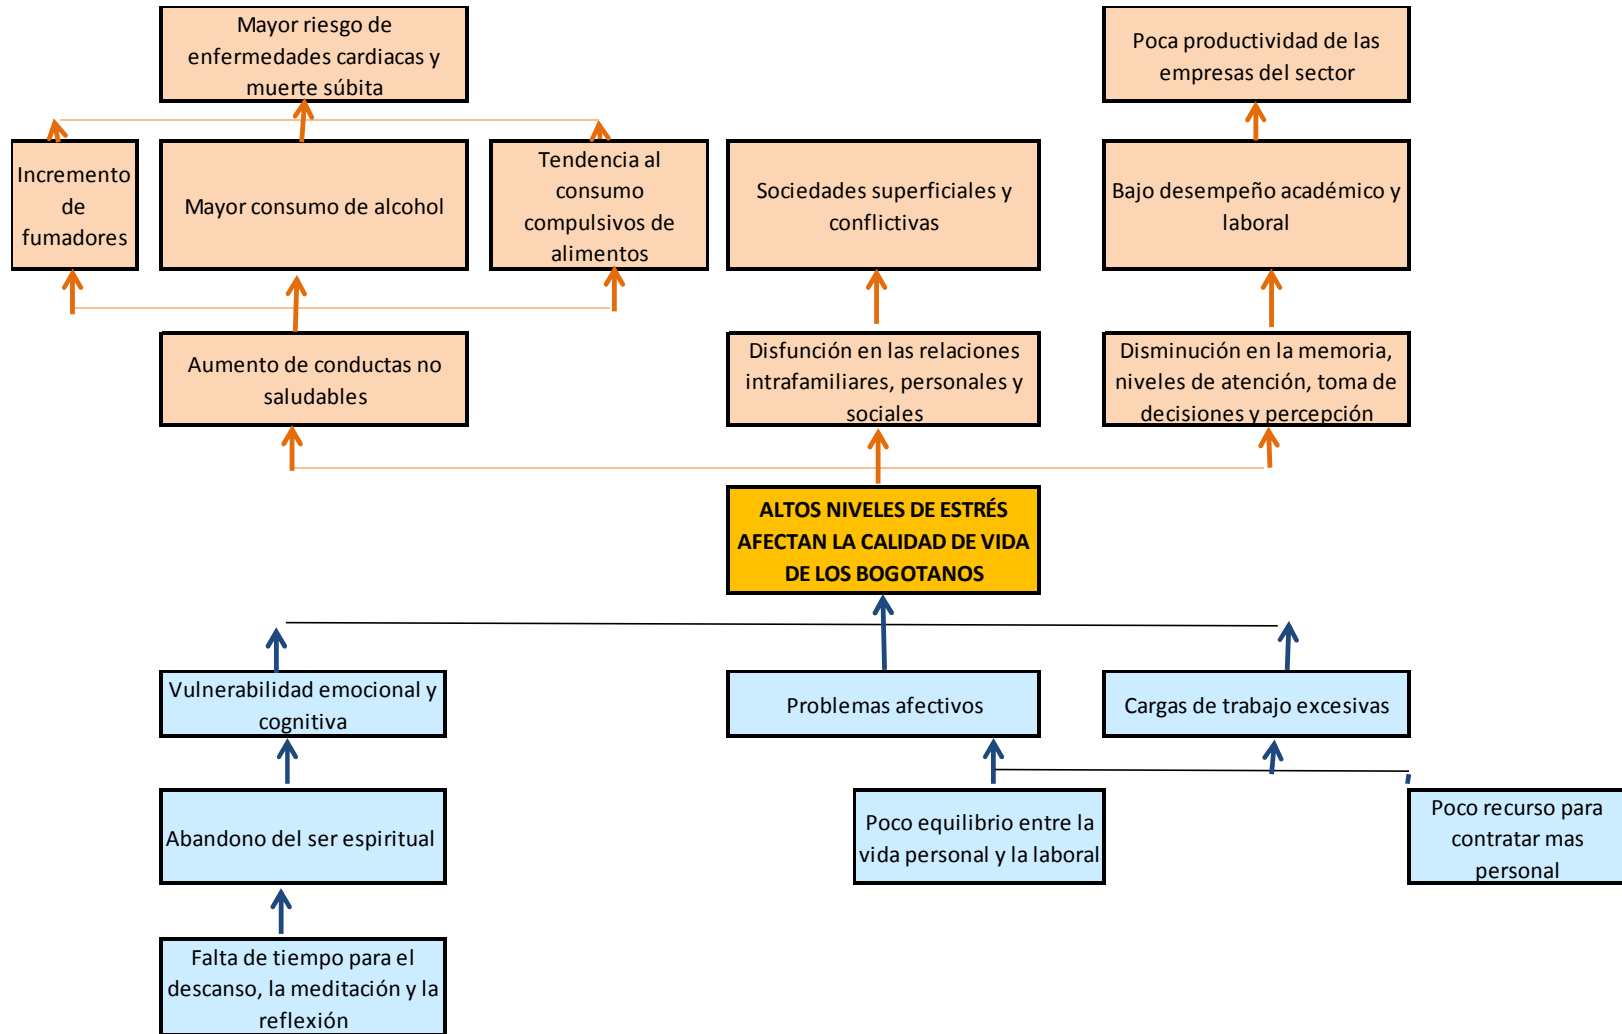 Mayor riesgo de
enfermedades cardiacas y
muerte súbita
Poca productividad de las
empresas del sector
Incremento
de
fumadores
Mayor consumo de alcohol
Tendencia al
consumo
compulsivos de
alimentos
Sociedades superficiales y
conflictivas
Bajo desempeño académico y
laboral
Aumento de conductas no
saludables
Disfunción en las relaciones
intrafamiliares, personales y
sociales
Disminución en la memoria,
niveles de atención, toma de
decisiones y percepción
ALTOS NIVELES DE ESTRÉS
AFECTAN LA CALIDAD DE VIDA
DE LOS BOGOTANOS
Vulnerabilidad emocional y
cognitiva
Problemas afectivos
Cargas de trabajo excesivas
Abandono del ser espiritual
Poco equilibrio entre la
vida personal y la laboral
Poco recurso para
contratar mas
personal
Falta de tiempo para el
descanso, la meditación y la
reflexión